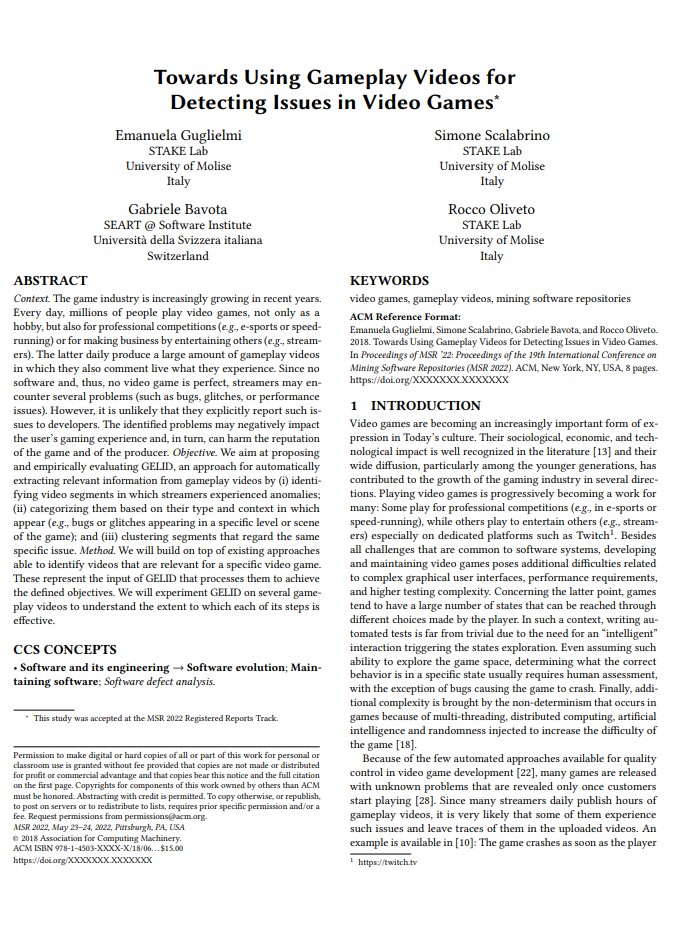 Towards Using Gameplay Videos for
Detecting Issues in Video Games*
Emanuela Guglielmi
STAKE Lab
University of Molise
Italy
Simone Scalabrino
STAKE Lab
University of Molise
Italy
Gabriele Bavota
SEART @ Software Institute
Università della Svizzera italiana
Switzerland
Rocco Oliveto
STAKE Lab
University of Molise
Italy
ABSTRACT
Context. The game industry is increasingly growing in recent years.
Every day, millions of people play video games, not only as a
hobby, but also for professional competitions (e.g., e-sports or speed-
running) or for making business by entertaining others (e.g., stream-
ers). The latter daily produce a large amount of gameplay videos
in which they also comment live what they experience. Since no
software and, thus, no video game is perfect, streamers may en-
counter several problems (such as bugs, glitches, or performance
issues). However, it is unlikely that they explicitly report such is-
sues to developers. The identified problems may negatively impact
the user's gaming experience and, in turn, can harm the reputation
of the game and of the producer. Objective. We aim at proposing
and empirically evaluating GELID, an approach for automatically
extracting relevant information from gameplay videos by (i) identi-
fying video segments in which streamers experienced anomalies;
(ii) categorizing them based on their type and context in which
appear (e.g., bugs or glitches appearing in a specific level or scene
of the game); and (iii) clustering segments that regard the same
specific issue. Method. We will build on top of existing approaches
able to identify videos that are relevant for a specific video game.
These represent the input of GELID that processes them to achieve
the defined objectives. We will experiment GELID on several game-
play videos to understand the extent to which each of its steps is
effective.
CCS CONCEPTS
• Software and its engineering → Software evolution; Main-
taining software; Software defect analysis.
* This study was accepted at the MSR 2022 Registered Reports Track.
Permission to make digital or hard copies of all or part of this work for personal or
classroom use is granted without fee provided that copies are not made or distributed
for profit or commercial advantage and that copies bear this notice and the full citation
on the first page. Copyrights for components of this work owned by others than ACM
must be honored. Abstracting with credit is permitted. To copy otherwise, or republish,
to post on servers or to redistribute to lists, requires prior specific permission and/or a
fee. Request permissions from permissions@acm.org.
MSR 2022, May 23–24, 2022, Pittsburgh, PA, USA
© 2018 Association for Computing Machinery.
ACM ISBN 978-1-4503-XXXX-X/18/06...$15.00
https://doi.org/XXXXXXX.XXXXXXX
KEYWORDS
video games, gameplay videos, mining software repositories
ACM Reference Format:
Emanuela Guglielmi, Simone Scalabrino, Gabriele Bavota, and Rocco Oliveto.
2018. Towards Using Gameplay Videos for Detecting Issues in Video Games.
In Proceedings of MSR '22: Proceedings of the 19th International Conference on
Mining Software Repositories (MSR 2022). ACM, New York, NY, USA, 8 pages.
https://doi.org/XXXXXXX.XXXXXXX
1 INTRODUCTION
Video games are becoming an increasingly important form of ex-
pression in Today's culture. Their sociological, economic, and tech-
nological impact is well recognized in the literature [13] and their
wide diffusion, particularly among the younger generations, has
contributed to the growth of the gaming industry in several direc-
tions. Playing video games is progressively becoming a work for
many: Some play for professional competitions (e.g., in e-sports or
speed-running), while others play to entertain others (e.g., stream-
ers) especially on dedicated platforms such as Twitch1. Besides
all challenges that are common to software systems, developing
and maintaining video games poses additional difficulties related
to complex graphical user interfaces, performance requirements,
and higher testing complexity. Concerning the latter point, games
tend to have a large number of states that can be reached through
different choices made by the player. In such a context, writing au-
tomated tests is far from trivial due to the need for an "intelligent"
interaction triggering the states exploration. Even assuming such
ability to explore the game space, determining what the correct
behavior is in a specific state usually requires human assessment,
with the exception of bugs causing the game to crash. Finally, addi-
tional complexity is brought by the non-determinism that occurs in
games because of multi-threading, distributed computing, artificial
intelligence and randomness injected to increase the difficulty of
the game [18].
Because of the few automated approaches available for quality
control in video game development [22], many games are released
with unknown problems that are revealed only once customers
start playing [28]. Since many streamers daily publish hours of
gameplay videos, it is very likely that some of them experience
such issues and leave traces of them in the uploaded videos. An
example is available in [10]: The game crashes as soon as the player
1 https://twitch.tv